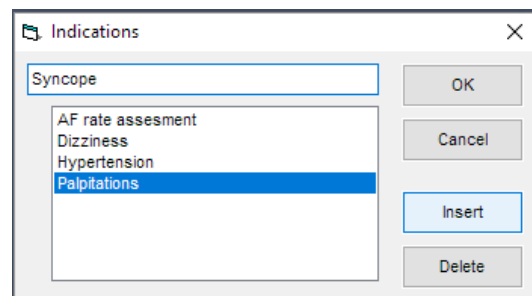 Indications
Syncope
OK
AF rate assesment
Dizziness
Hypertension
Palpitations
Cancel
Insert
Delete